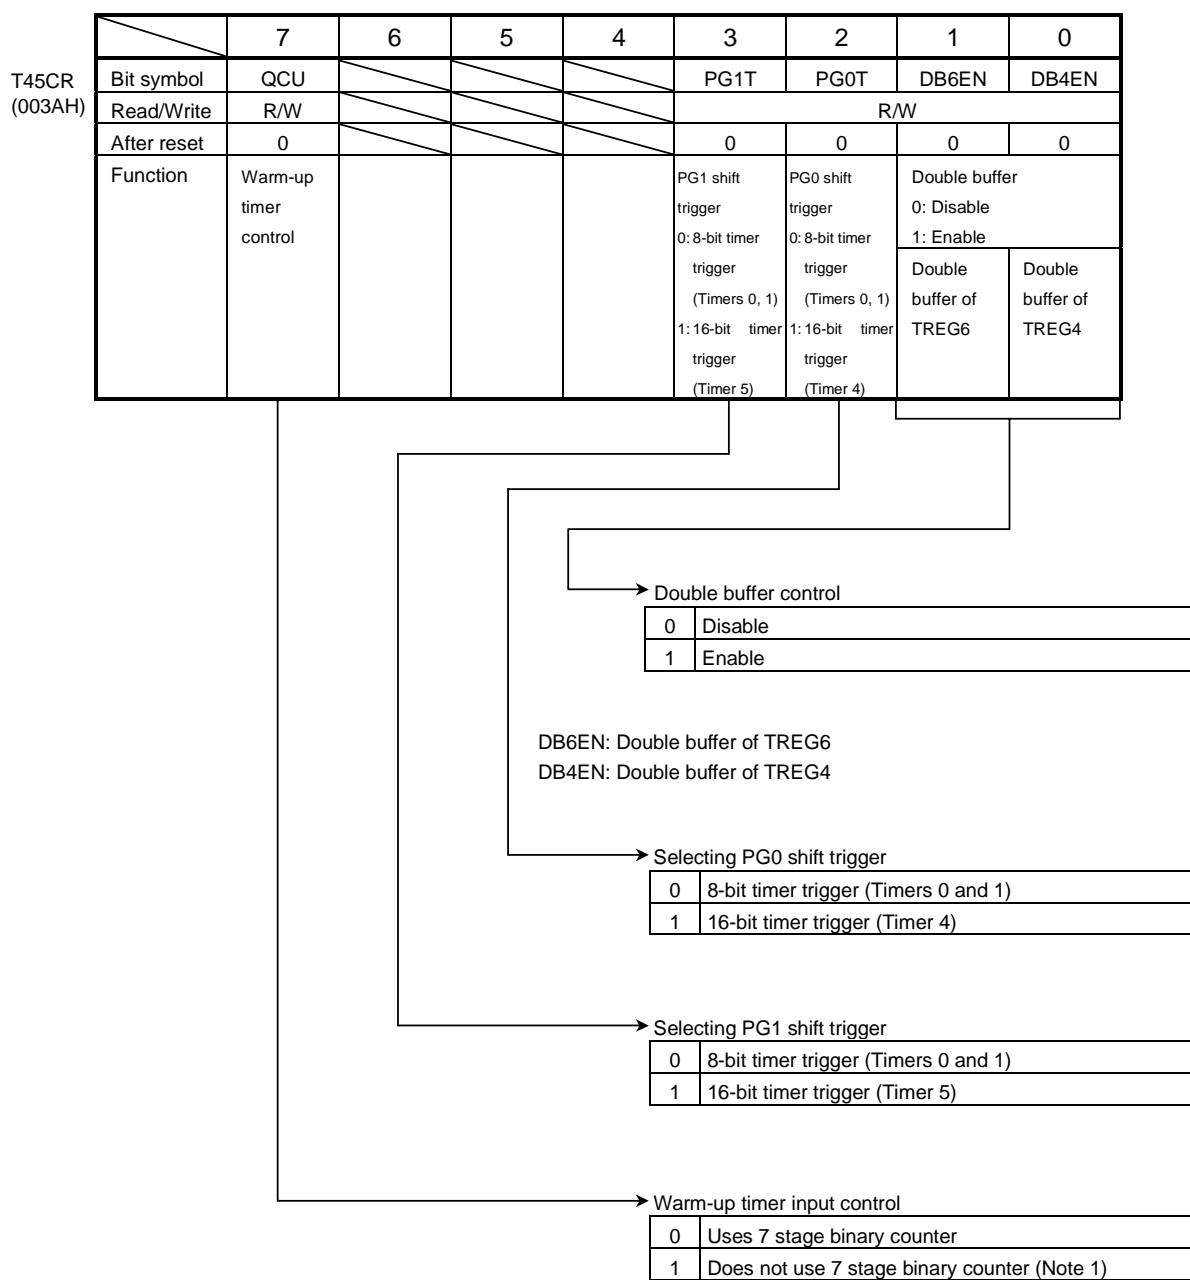 7 6 5 4 3 2 1 0
T45CR
(003AH)
Bit symbol QCU PG1T PG0T DB6EN DB4EN
Read/Write R/W R/W
After reset 0 0 0 0 0
Function
Warm-up
timer
control
PG1 shift
trigger
0: 8-bit timer
trigger
(Timers 0, 1)
1: 16-bit timer
trigger
(Timer 5)
PG0 shift
trigger
0: 8-bit timer
trigger
(Timers 0, 1)
1: 16-bit timer
trigger
(Timer 4)
Double buffer
0: Disable
1: Enable
Double
buffer of
TREG6
Double
buffer of
TREG4
Double buffer control
0 Disable
1 Enable
DB6EN: Double buffer of TREG6
DB4EN: Double buffer of TREG4
Selecting PG0 shift trigger
0 8-bit timer trigger (Timers 0 and 1)
1 16-bit timer trigger (Timer 4)
Selecting PG1 shift trigger
0 8-bit timer trigger (Timers 0 and 1)
1 16-bit timer trigger (Timer 5)
Warm-up timer input control
0 Uses 7 stage binary counter
1 Does not use 7 stage binary counter (Note 1)